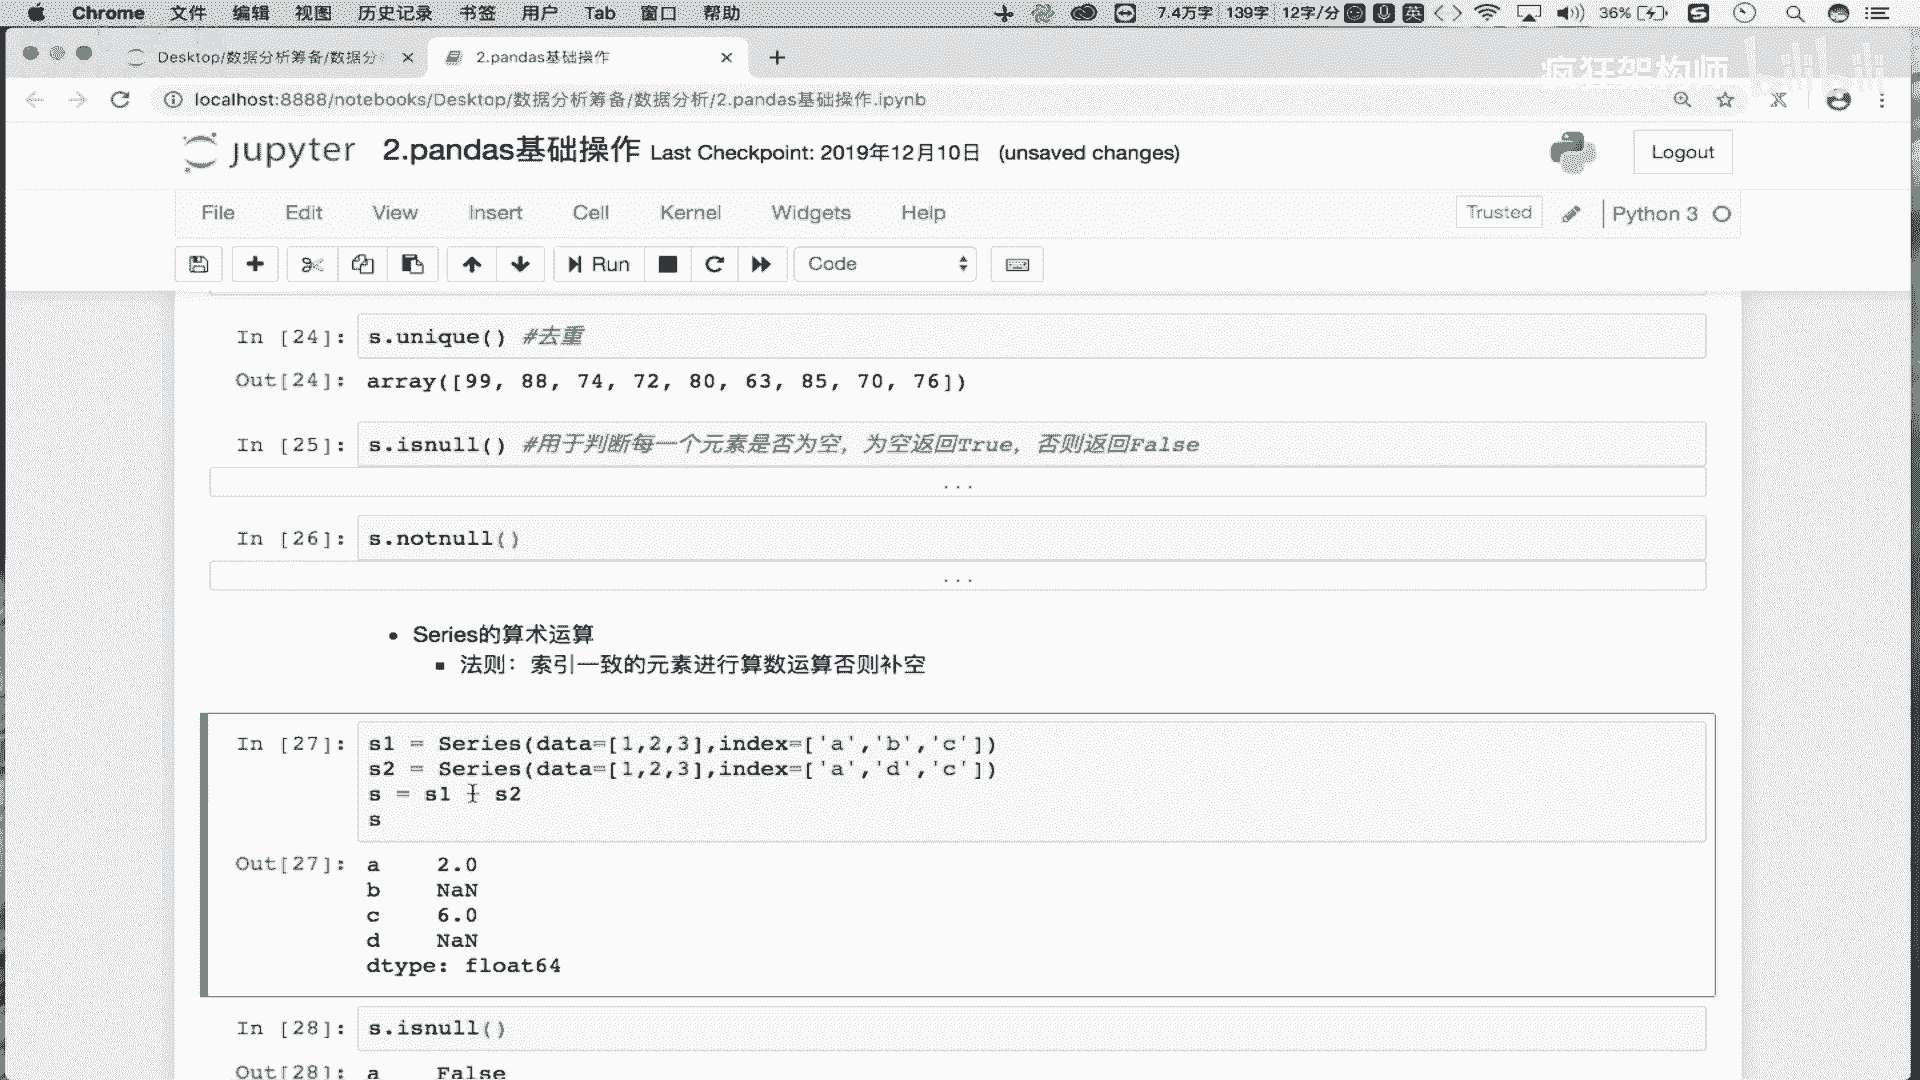 Chrome 文件 编辑 视图 历史记录 书签 用户 Tab 窗口 帮助 7.4万字 139字 12字/分 英 36%
Desktop/数据分析筹备/数据分
2.pandas基础操作
疯狂架构师 bilibili
localhost:8888/notebooks/Desktop/数据分析筹备/数据分析/2.pandas基础操作.ipynb
jupyter 2.pandas基础操作 Last Checkpoint: 2019年12月10日 (unsaved changes)
Logout
File Edit View Insert Cell Kernel Widgets Help
Trusted Python 3
Run Code
In [24]: s.unique() #去重
Out[24]: array([99, 88, 74, 72, 80, 63, 85, 70, 76])
In [25]: s.isnull() #用于判断每一个元素是否为空，为空返回True，否则返回False
...
In [26]: s.notnull()
...
Series的算术运算
法则：索引一致的元素进行算数运算否则补空
In [27]: s1 = Series(data=[1,2,3],index=['a','b','c'])
s2 = Series(data=[1,2,3],index=['a','d','c'])
s = s1 + s2
s
Out[27]: a 2.0
b NaN
c 6.0
d NaN
dtype: float64
In [28]: s.isnull()
Out[28]: a False